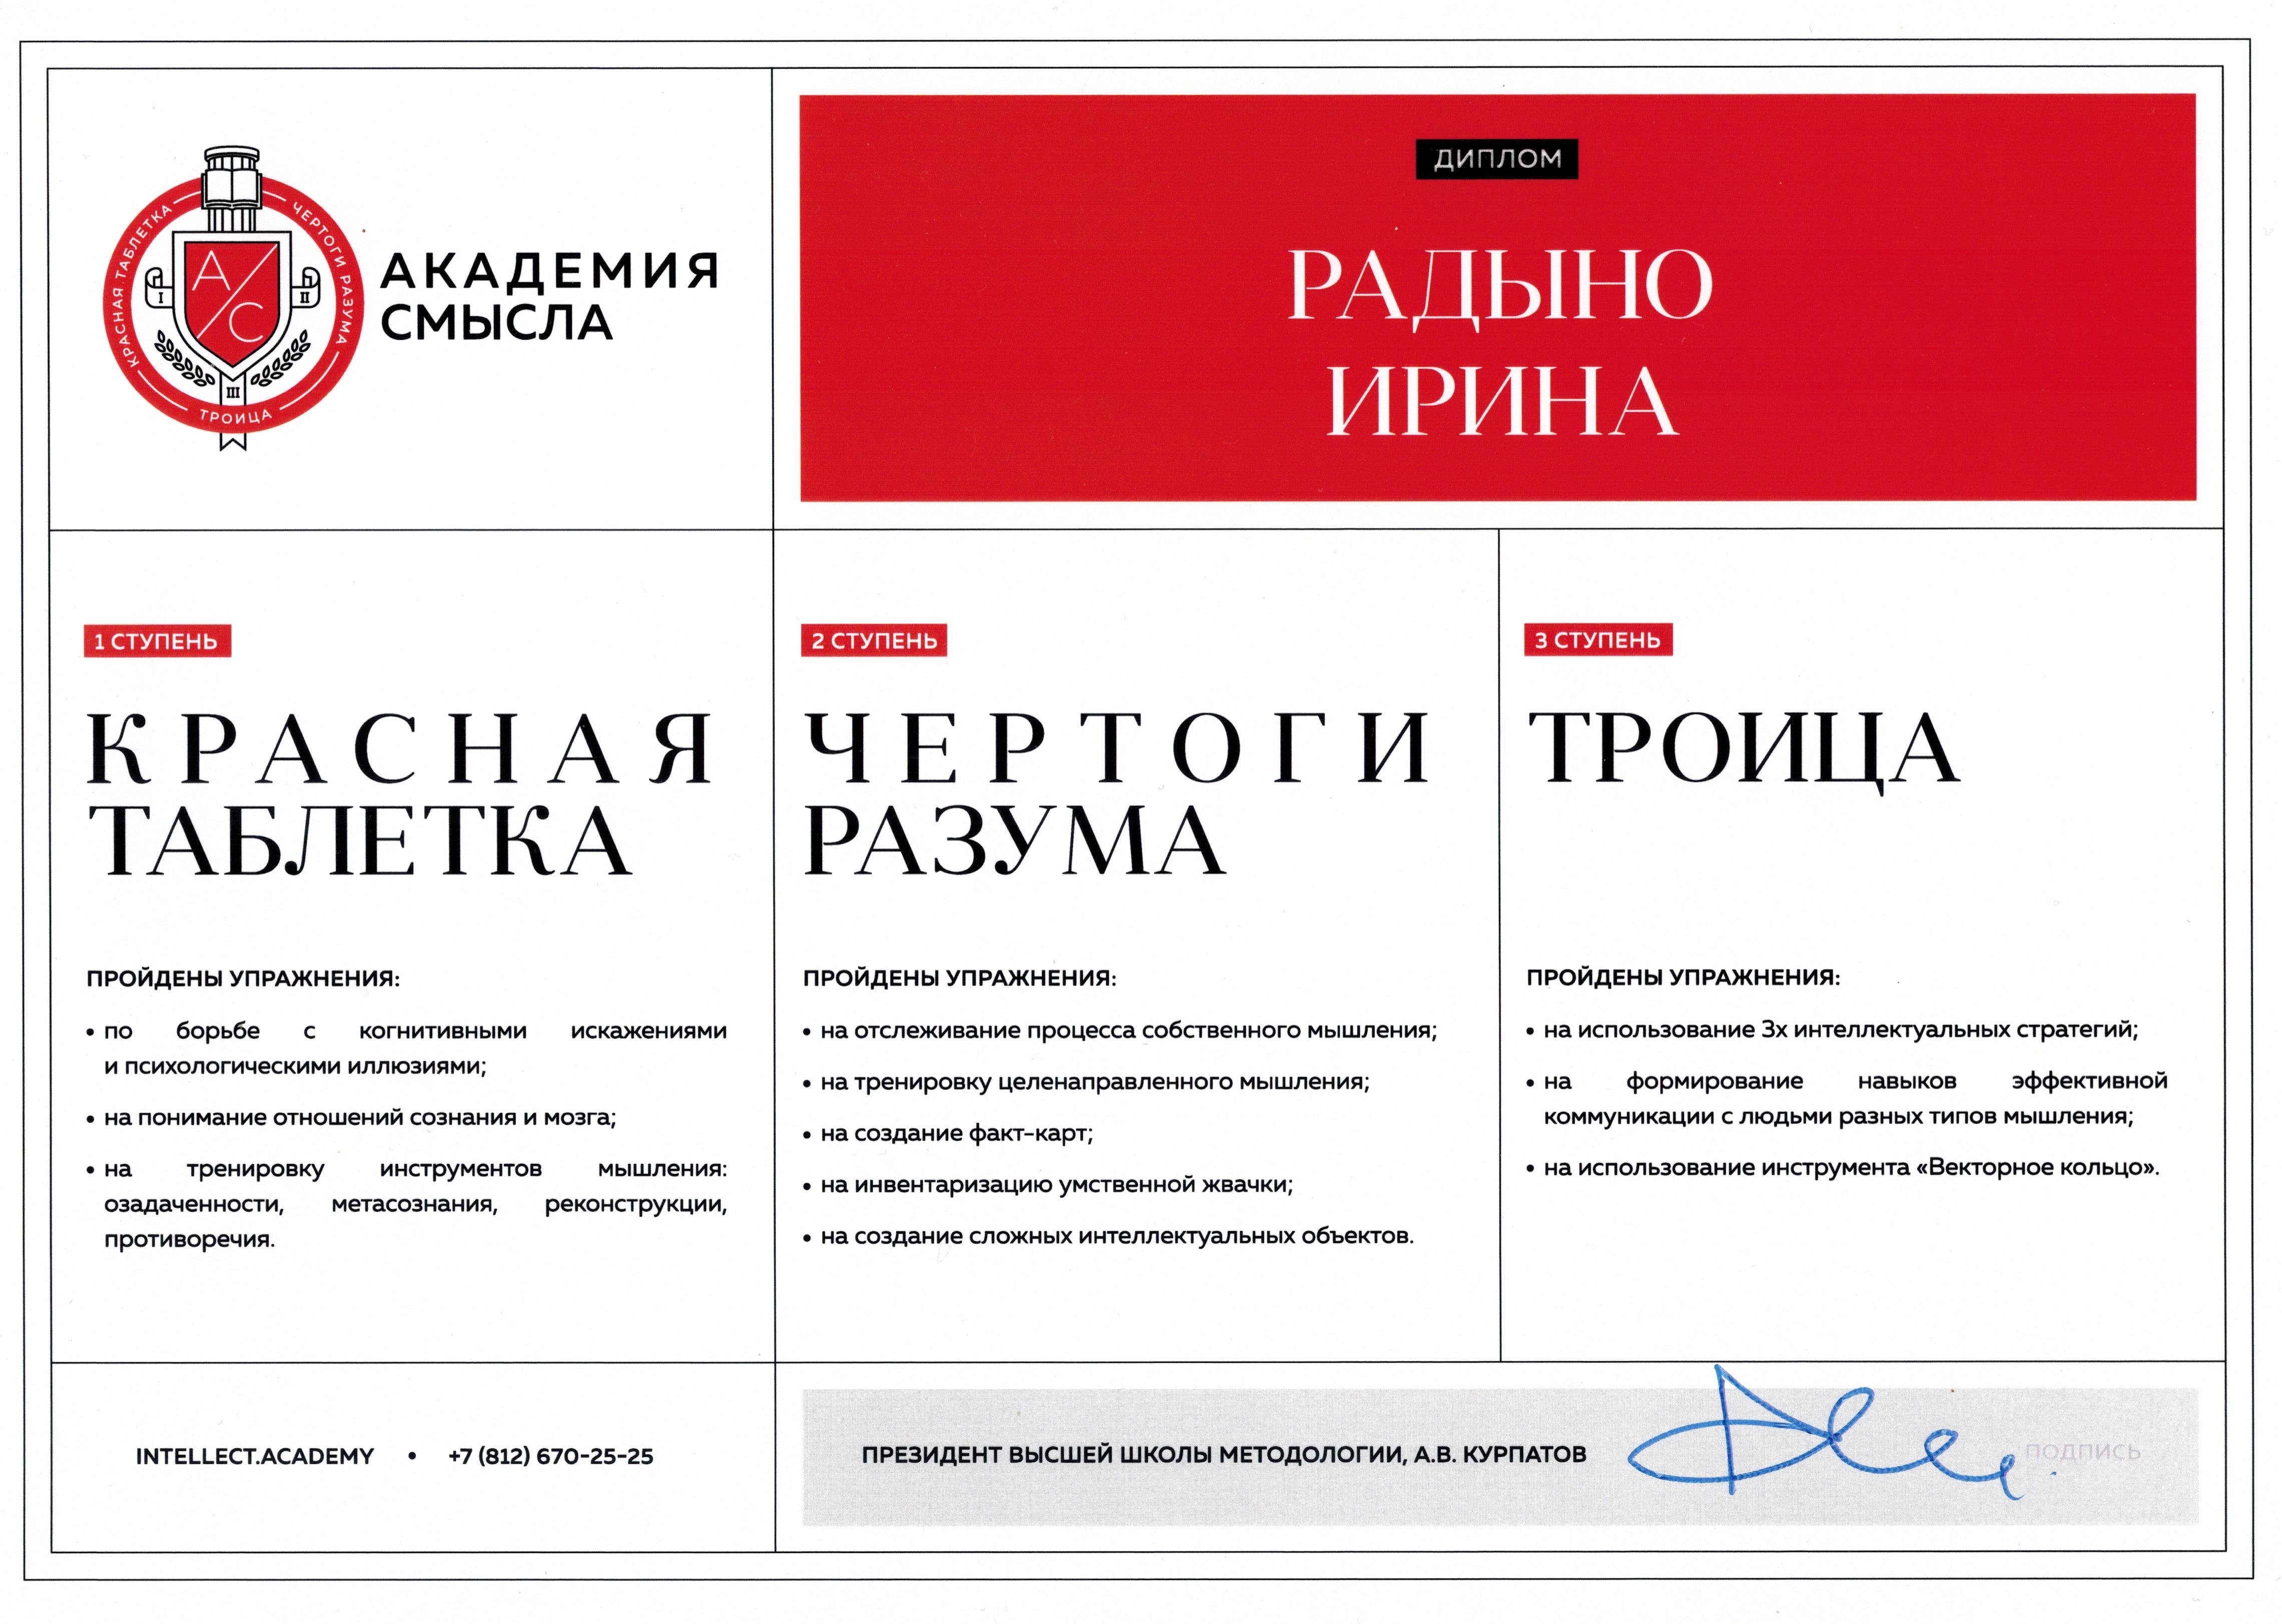 КРАСНАЯ ТАБЛЕТКА
ЧЕРТОГИ РАЗУМА
ТРОИЦА
I
II
III
А/С
АКАДЕМИЯ
СМЫСЛА
ДИПЛОМ
РАДЫНО
ИРИНА
1 СТУПЕНЬ
КРАСНАЯ
ТАБЛЕТКА
ПРОЙДЕНЫ УПРАЖНЕНИЯ:
• по борьбе с когнитивными искажениями
и психологическими иллюзиями;
• на понимание отношений сознания и мозга;
• на тренировку инструментов мышления:
озадаченности, метасознания, реконструкции,
противоречия.
2 СТУПЕНЬ
ЧЕРТОГИ
РАЗУМА
ПРОЙДЕНЫ УПРАЖНЕНИЯ:
• на отслеживание процесса собственного мышления;
• на тренировку целенаправленного мышления;
• на создание факт-карт;
• на инвентаризацию умственной жвачки;
• на создание сложных интеллектуальных объектов.
3 СТУПЕНЬ
ТРОИЦА
ПРОЙДЕНЫ УПРАЖНЕНИЯ:
• на использование 3х интеллектуальных стратегий;
• на формирование навыков эффективной
коммуникации с людьми разных типов мышления;
• на использование инструмента «Векторное кольцо».
INTELLECT.ACADEMY • +7 (812) 670-25-25
ПРЕЗИДЕНТ ВЫСШЕЙ ШКОЛЫ МЕТОДОЛОГИИ, А.В. КУРПАТОВ
ПОДПИСЬ